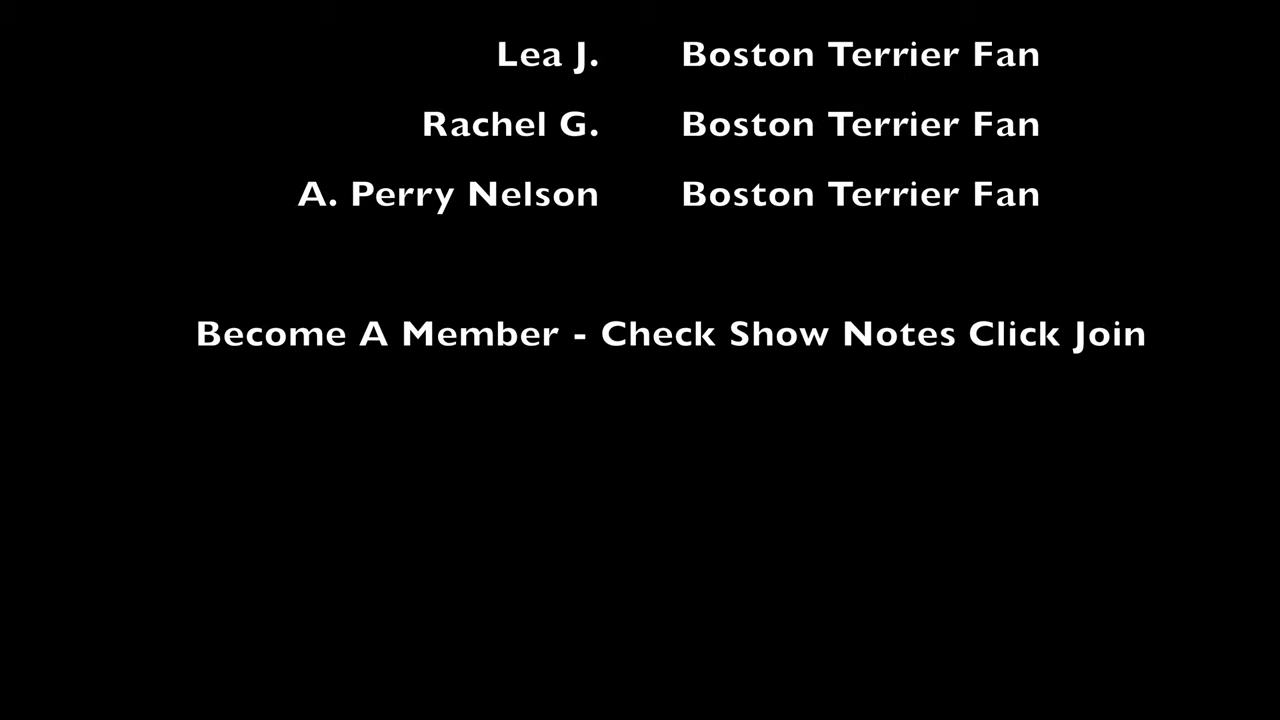 Lea J. Boston Terrier Fan
Rachel G. Boston Terrier Fan
A. Perry Nelson Boston Terrier Fan
Become A Member - Check Show Notes Click Join